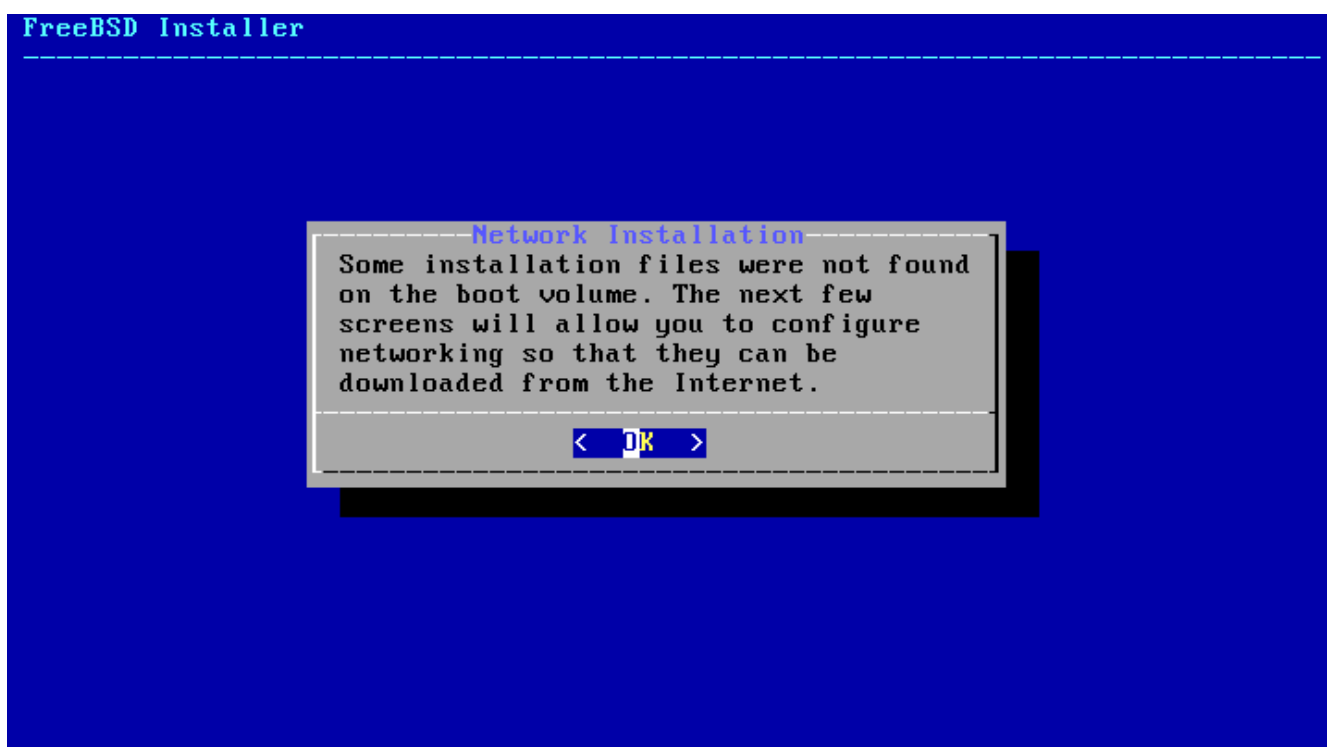 FreeBSD Installer
Network Installation
Some installation files were not found
on the boot volume. The next few
screens will allow you to configure
networking so that they can be
downloaded from the Internet.
< OK >